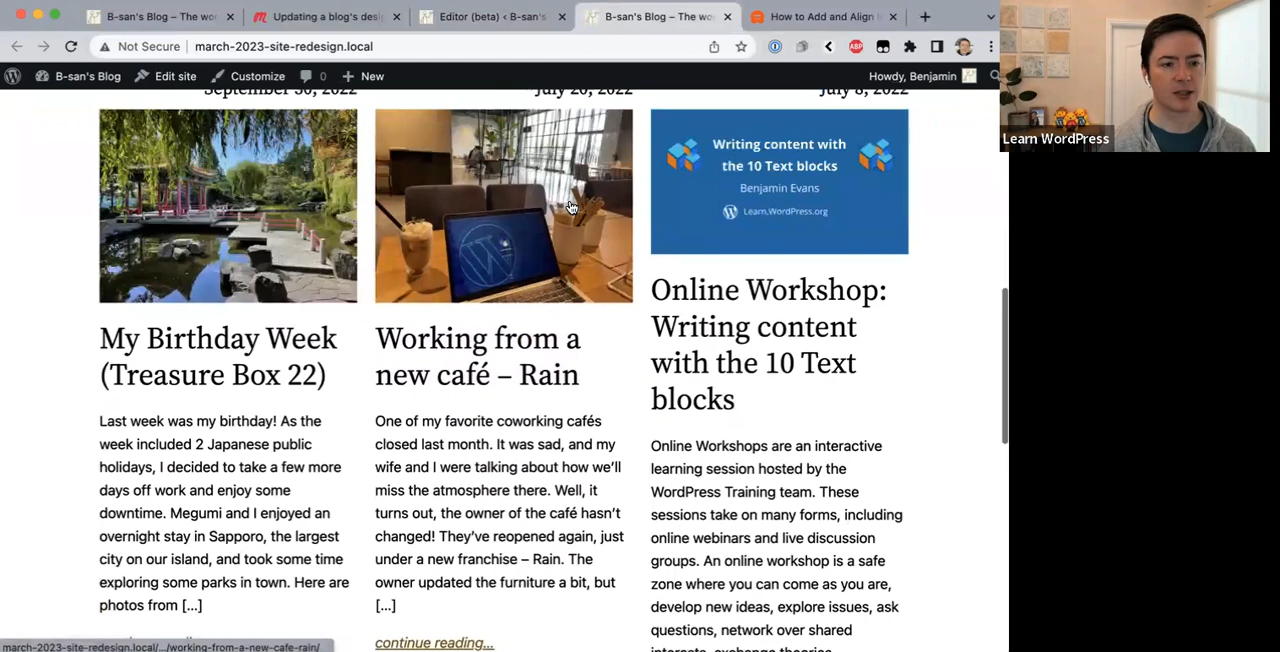 B-san's Blog – The wo
Updating a blog's desi
Editor (beta) ‹ B-san's
B-san's Blog – The wo
How to Add and Align
Not Secure
march-2023-site-redesign.local
ABP
B-san's Blog
Edit site
Customize
0
New
Howdy, Benjamin
Learn WordPress
September 30, 2022
July 20, 2022
July 8, 2022
Writing content with
the 10 Text blocks
Benjamin Evans
Learn.WordPress.org
My Birthday Week
(Treasure Box 22)
Last week was my birthday! As the
week included 2 Japanese public
holidays, I decided to take a few more
days off work and enjoy some
downtime. Megumi and I enjoyed an
overnight stay in Sapporo, the largest
city on our island, and took some time
exploring some parks in town. Here are
photos from [...]
Working from a
new café – Rain
One of my favorite coworking cafés
closed last month. It was sad, and my
wife and I were talking about how we'll
miss the atmosphere there. Well, it
turns out, the owner of the café hasn't
changed! They've reopened again, just
under a new franchise – Rain. The
owner updated the furniture a bit, but
[...]
continue reading...
Online Workshop:
Writing content
with the 10 Text
blocks
Online Workshops are an interactive
learning session hosted by the
WordPress Training team. These
sessions take on many forms, including
online webinars and live discussion
groups. An online workshop is a safe
zone where you can come as you are,
develop new ideas, explore issues, ask
questions, network over shared
interests, exchange theories,
march-2023-site-redesign.local/.../working-from-a-new-cafe-rain/